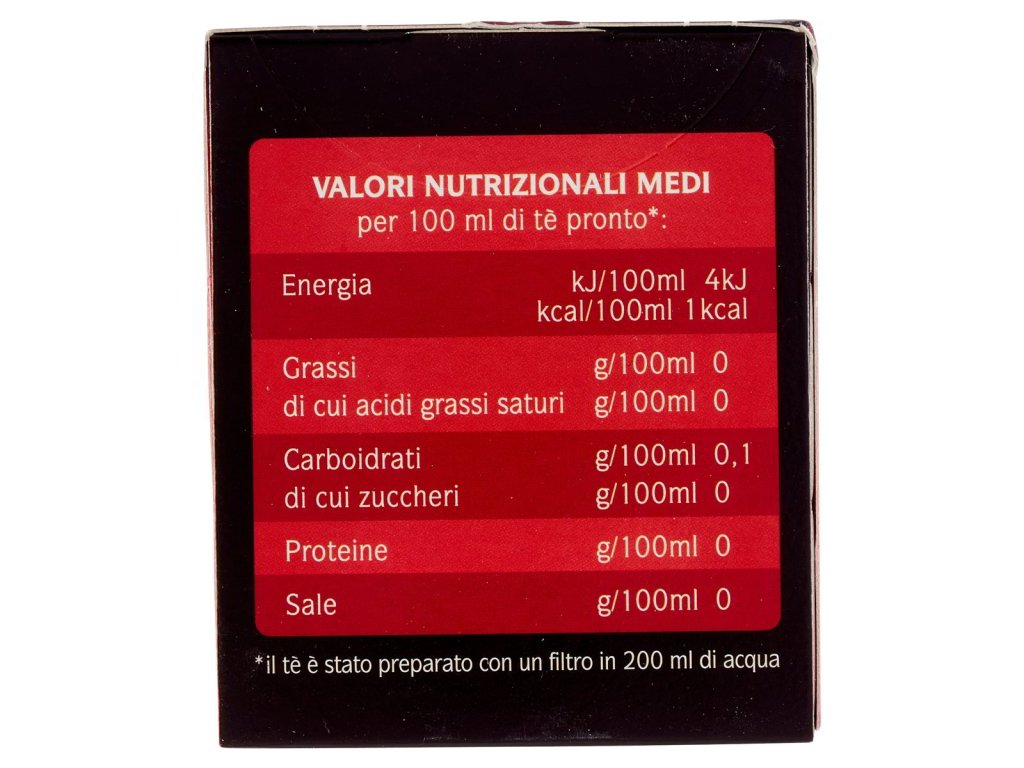 VALORI NUTRIZIONALI MEDI
per 100 ml di tè pronto*:
Energia kJ/100ml 4kJ
kcal/100ml 1kcal
Grassi g/100ml 0
di cui acidi grassi saturi g/100ml 0
Carboidrati g/100ml 0,1
di cui zuccheri g/100ml 0
Proteine g/100ml 0
Sale g/100ml 0
*il tè è stato preparato con un filtro in 200 ml di acqua